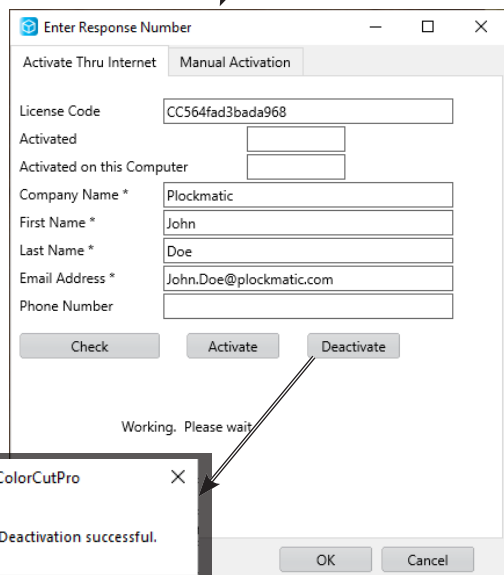 Enter Response Number
Activate Thru Internet Manual Activation
License Code CC564fad3bada968
Activated
Activated on this Computer
Company Name * Plockmatic
First Name * John
Last Name * Doe
Email Address * John.Doe@plockmatic.com
Phone Number
Check Activate Deactivate
Working. Please wait
ColorCutPro
Deactivation successful.
OK Cancel